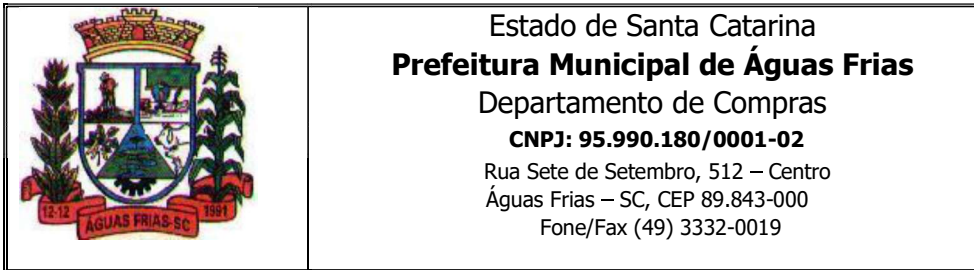 12-12
ÁGUAS FRIAS-SC
1991
Estado de Santa Catarina
Prefeitura Municipal de Águas Frias
Departamento de Compras
CNPJ: 95.990.180/0001-02
Rua Sete de Setembro, 512 – Centro
Águas Frias – SC, CEP 89.843-000
Fone/Fax (49) 3332-0019